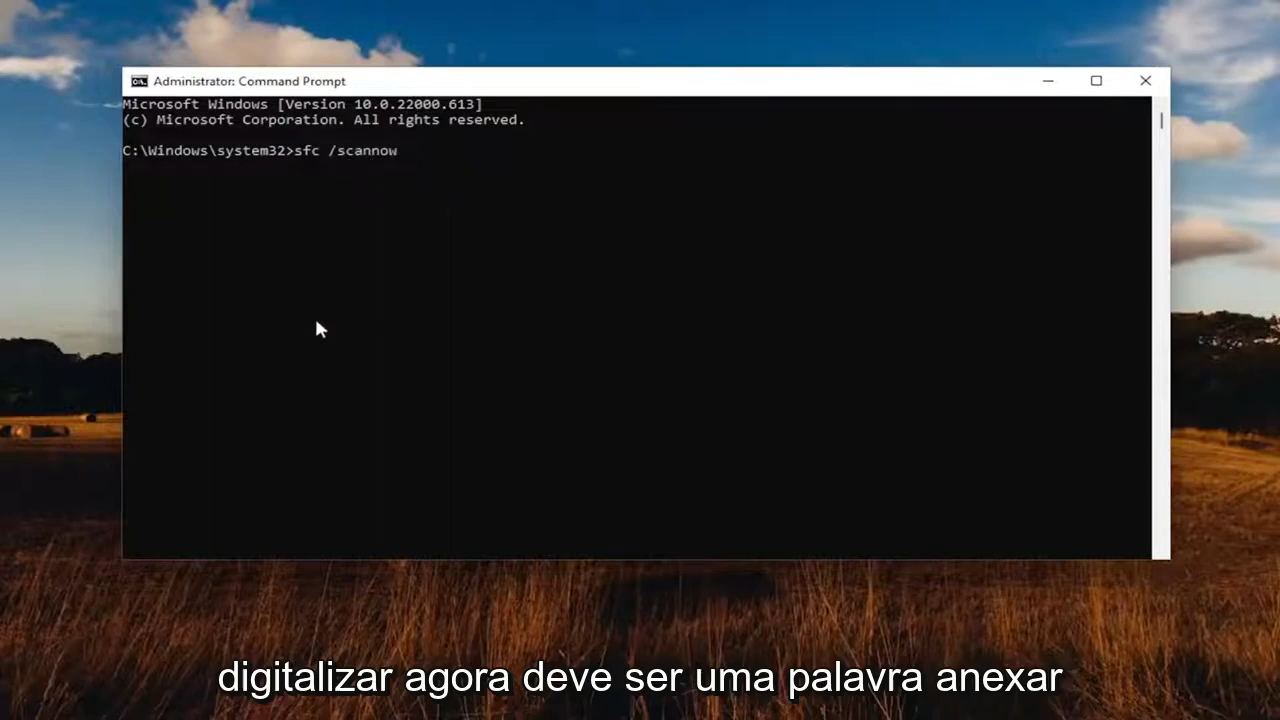 Administrator: Command Prompt
Microsoft Windows [Version 10.0.22000.613]
(c) Microsoft Corporation. All rights reserved.
C:\Windows\system32>sfc /scannow
digitalizar agora deve ser uma palavra anexar